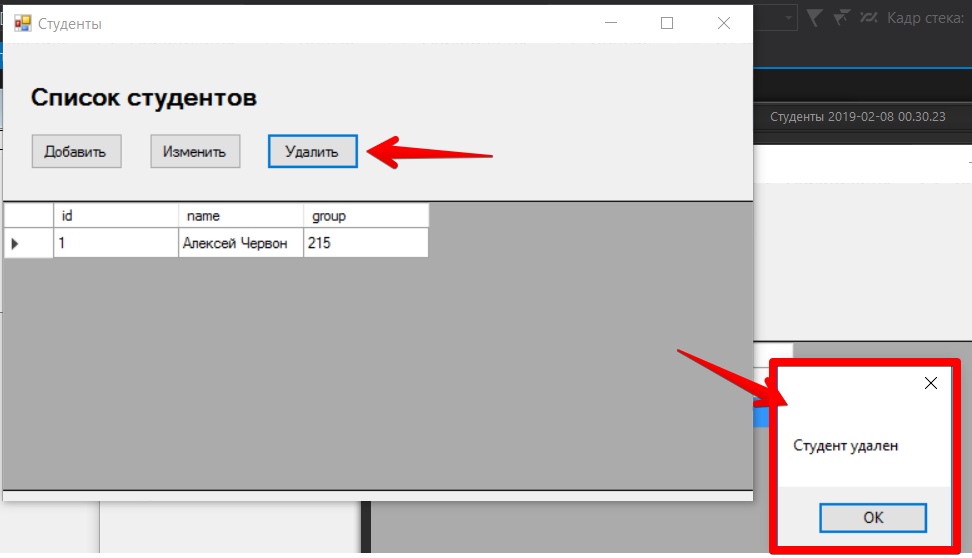 Студенты
Кадр стека:
Список студентов
Добавить Изменить Удалить
Студенты 2019-02-08 00.30.23
id name group
1 Алексей Червон 215
Студент удален
OK